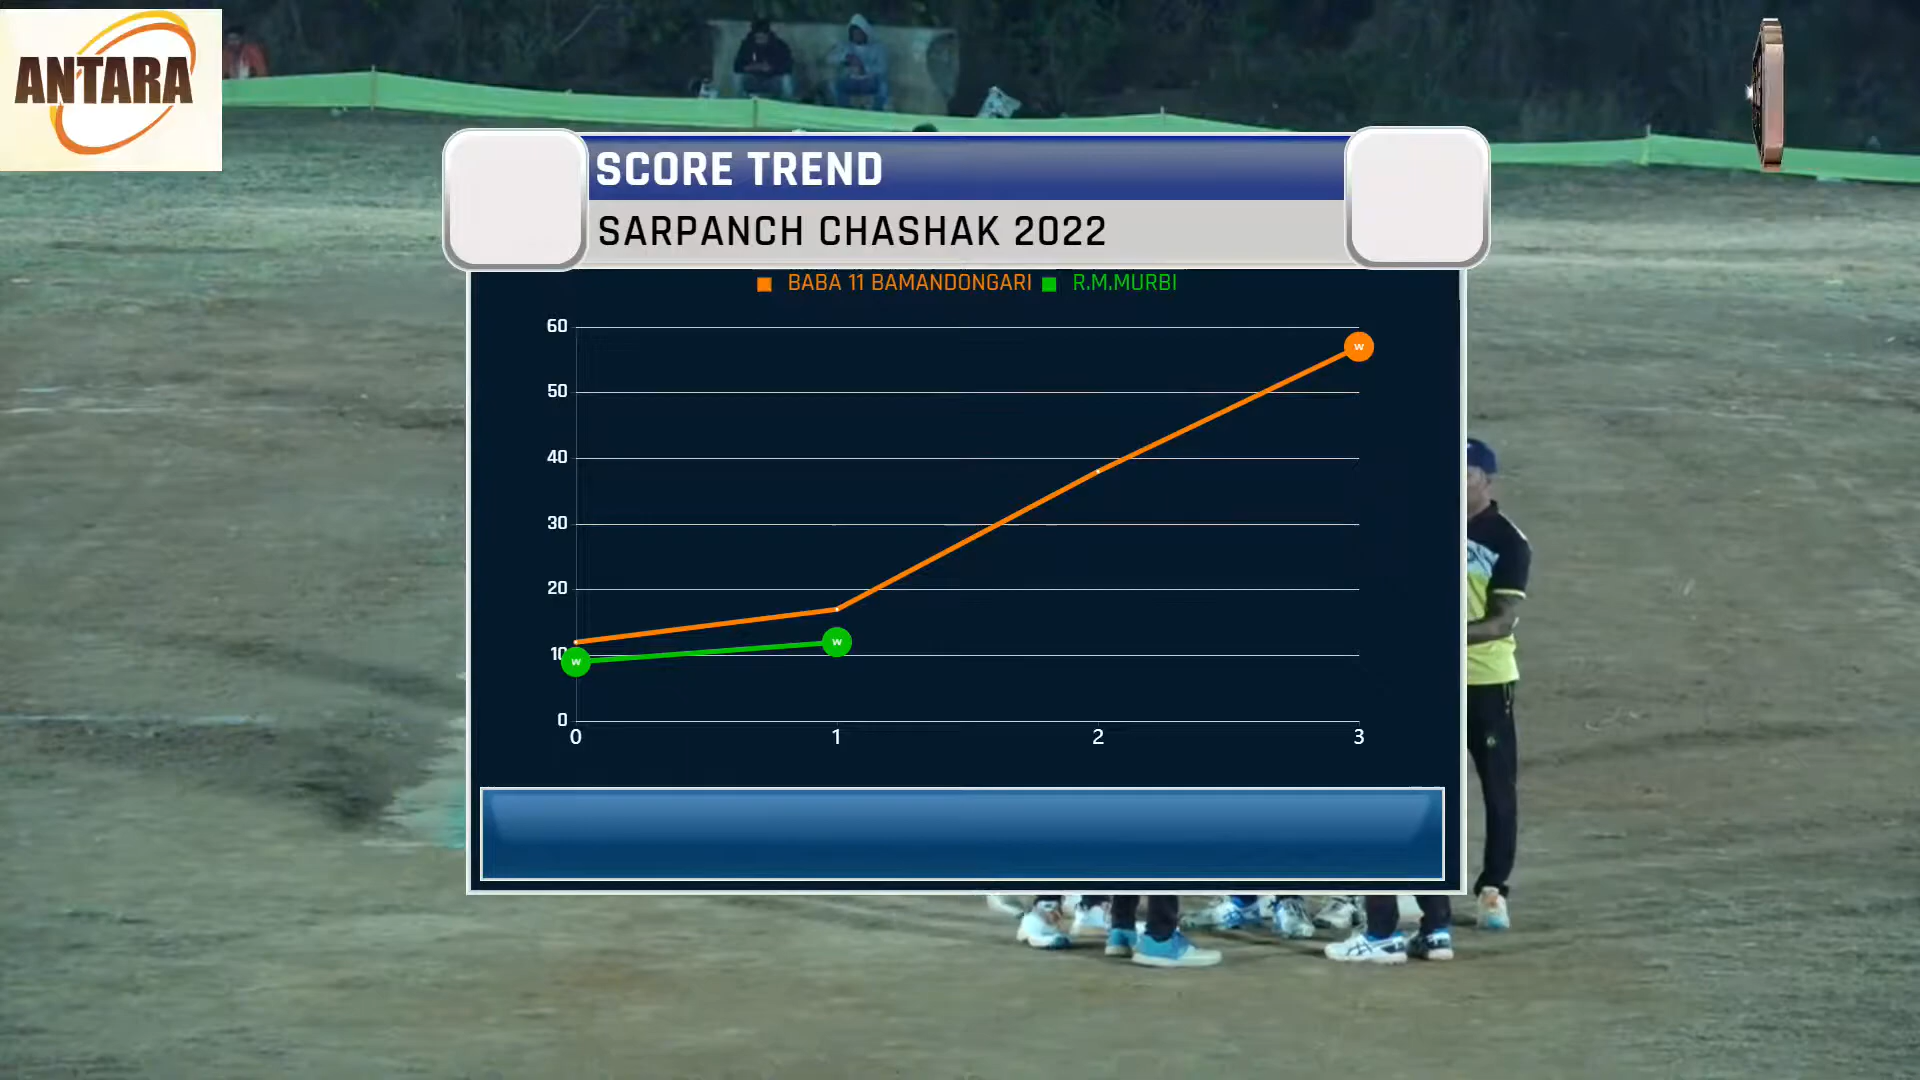 ANTARA
SCORE TREND
SARPANCH CHASHAK 2022
BABA 11 BAMANDONGARI R.M.MURBI
60
W
50
40
30
20
W
10
W
0
0 1 2 3